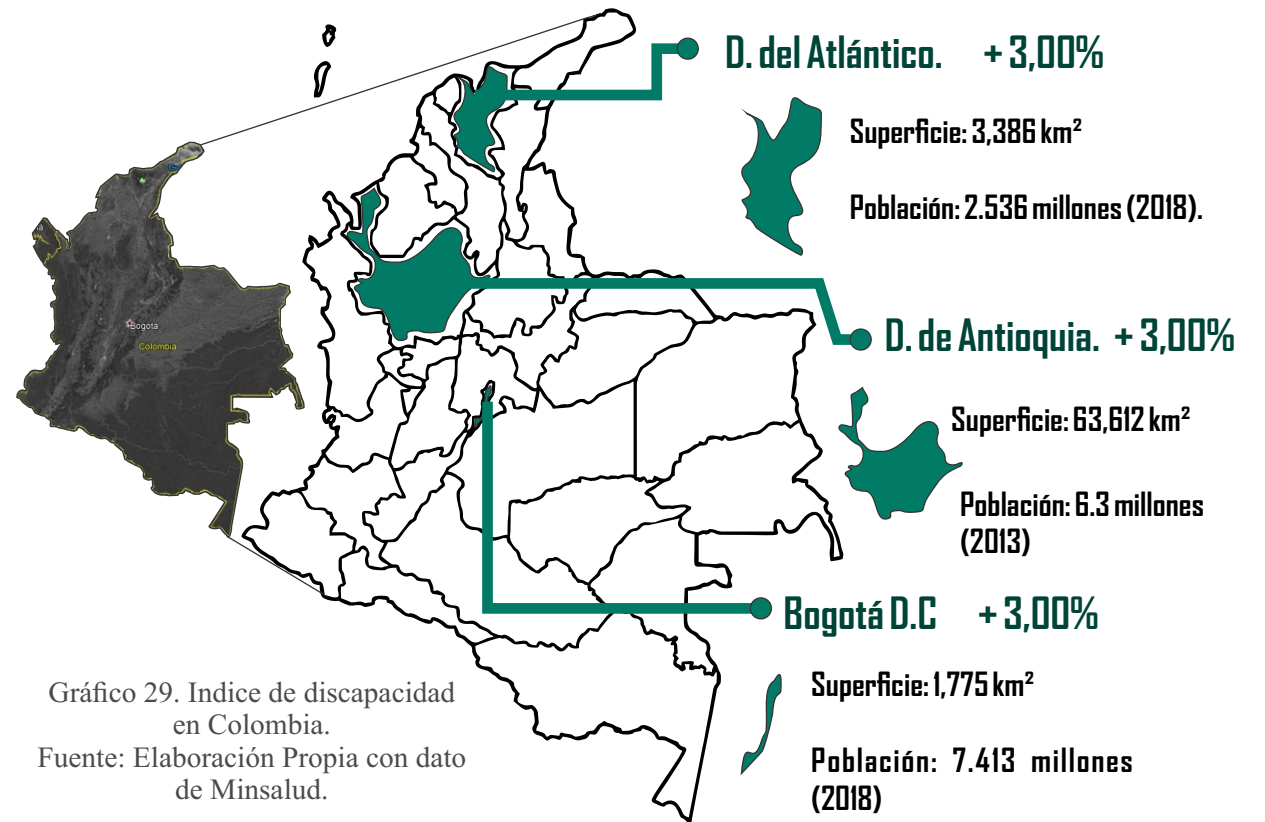 D. del Atlántico. + 3,00%
Superficie: 3,386 km²
Población: 2.536 millones (2018).
Bogota
Colombia
D. de Antioquia. + 3,00%
Superficie: 63,612 km²
Población: 6.3 millones
(2013)
Bogotá D.C + 3,00%
Superficie: 1,775 km²
Población: 7.413 millones
(2018)
Gráfico 29. Indice de discapacidad
en Colombia.
Fuente: Elaboración Propia con dato
de Minsalud.